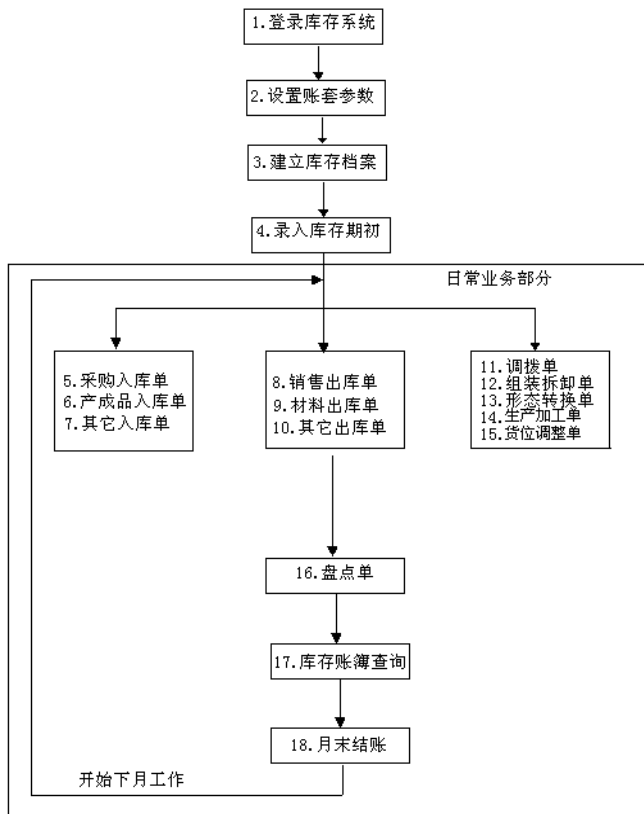 1.登录库存系统
2.设置账套参数
3.建立库存档案
4.录入库存期初
日常业务部分
5.采购入库单
6.产成品入库单
7.其它入库单
8.销售出库单
9.材料出库单
10.其它出库单
11.调拨单
12.组装拆卸单
13.形态转换单
14.生产加工单
15.货位调整单
16.盘点单
17.库存账簿查询
18.月末结账
开始下月工作